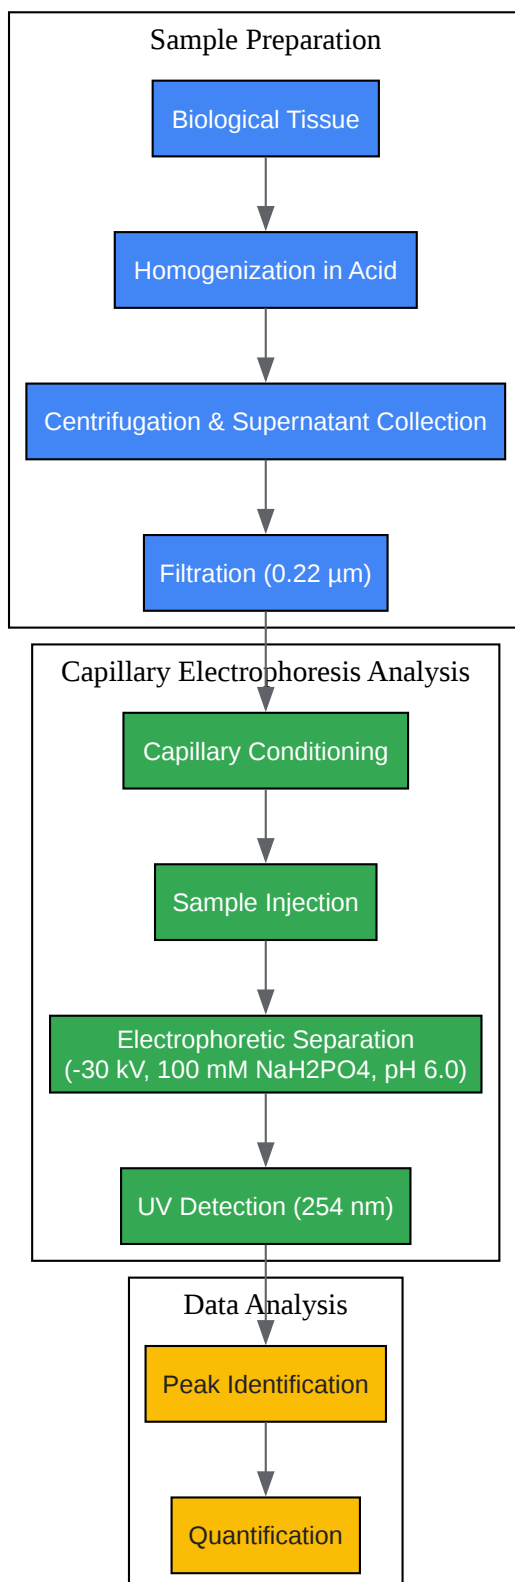 Sample Preparation
Biological Tissue
Homogenization in Acid
Centrifugation & Supernatant Collection
Filtration (0.22 µm)
Capillary Electrophoresis Analysis
Capillary Conditioning
Sample Injection
Electrophoretic Separation
(-30 kV, 100 mM NaH2PO4, pH 6.0)
UV Detection (254 nm)
Data Analysis
Peak Identification
Quantification